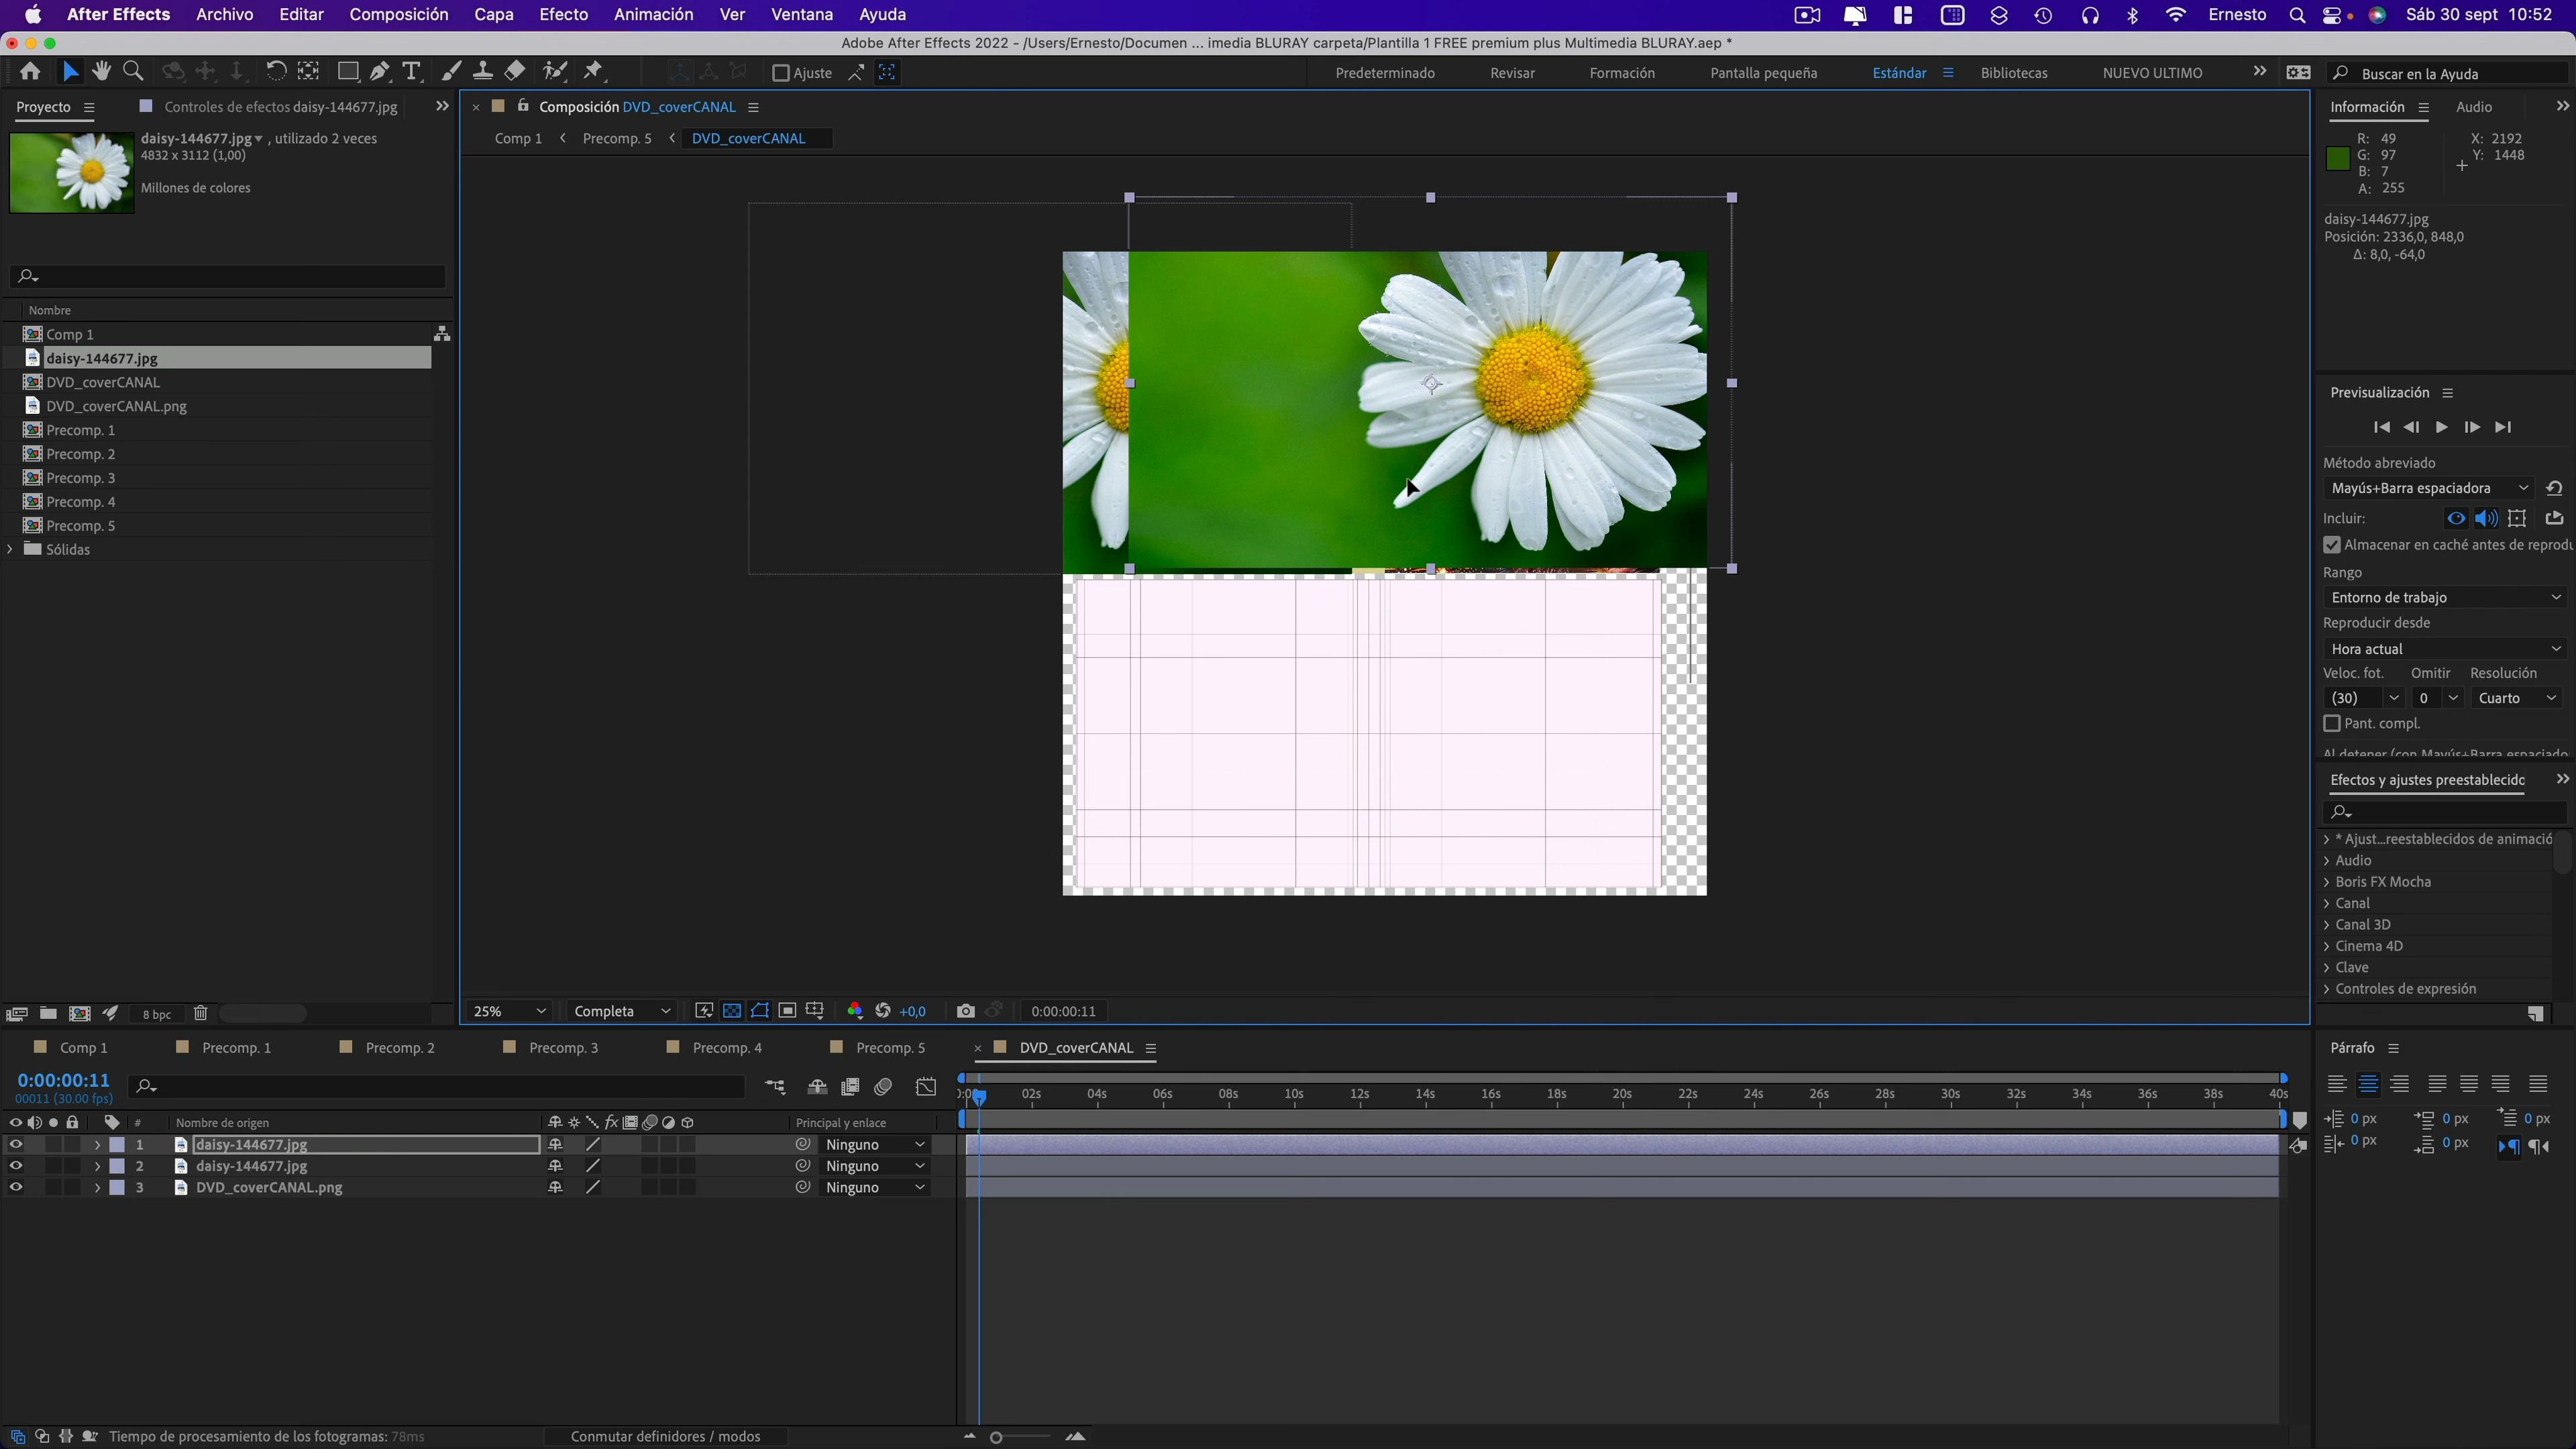 After Effects Archivo Editar Composición Capa Efecto Animación Ver Ventana Ayuda Ernesto Sáb 30 sept 10:52
Adobe After Effects 2022 - /Users/Ernesto/Documen ... imedia BLURAY carpeta/Plantilla 1 FREE premium plus Multimedia BLURAY.aep *
Ajuste Predeterminado Revisar Formación Pantalla pequeña Estándar Bibliotecas NUEVO ULTIMO Buscar en la Ayuda
Proyecto Controles de efectos daisy-144677.jpg
daisy-144677.jpg , utilizado 2 veces
4832 x 3112 (1,00)
Millones de colores
Nombre
Comp 1
daisy-144677.jpg
DVD_coverCANAL
DVD_coverCANAL.png
Precomp. 1
Precomp. 2
Precomp. 3
Precomp. 4
Precomp. 5
Sólidas
8 bpc
Composición DVD_coverCANAL
Comp 1 Precomp. 5 DVD_coverCANAL
25% Completa +0,0 0:00:00:11
Información Audio
R: 49 X: 2192
G: 97 Y: 1448
B: 7
A: 255
daisy-144677.jpg
Posición: 2336,0, 848,0
Δ: 8,0, -64,0
Previsualización
Método abreviado
Mayús+Barra espaciadora
Incluir:
Almacenar en caché antes de reprodu
Rango
Entorno de trabajo
Reproducir desde
Hora actual
Veloc. fot. Omitir Resolución
(30) 0 Cuarto
Pant. compl.
Al detener (con Mayús+Barra espaciado
Efectos y ajustes preestablecidc
* Ajust...reestablecidos de animació
Audio
Boris FX Mocha
Canal
Canal 3D
Cinema 4D
Clave
Controles de expresión
Comp 1 Precomp. 1 Precomp. 2 Precomp. 3 Precomp. 4 Precomp. 5 DVD_coverCANAL
0:00:00:11
00011 (30.00 fps)
02s 04s 06s 08s 10s 12s 14s 16s 18s 20s 22s 24s 26s 28s 30s 32s 34s 36s 38s 40s
# Nombre de origen fx Principal y enlace
1 daisy-144677.jpg Ninguno
2 daisy-144677.jpg Ninguno
3 DVD_coverCANAL.png Ninguno
Párrafo
0 px 0 px 0 px
0 px 0 px
Tiempo de procesamiento de los fotogramas: 78ms Conmutar definidores / modos